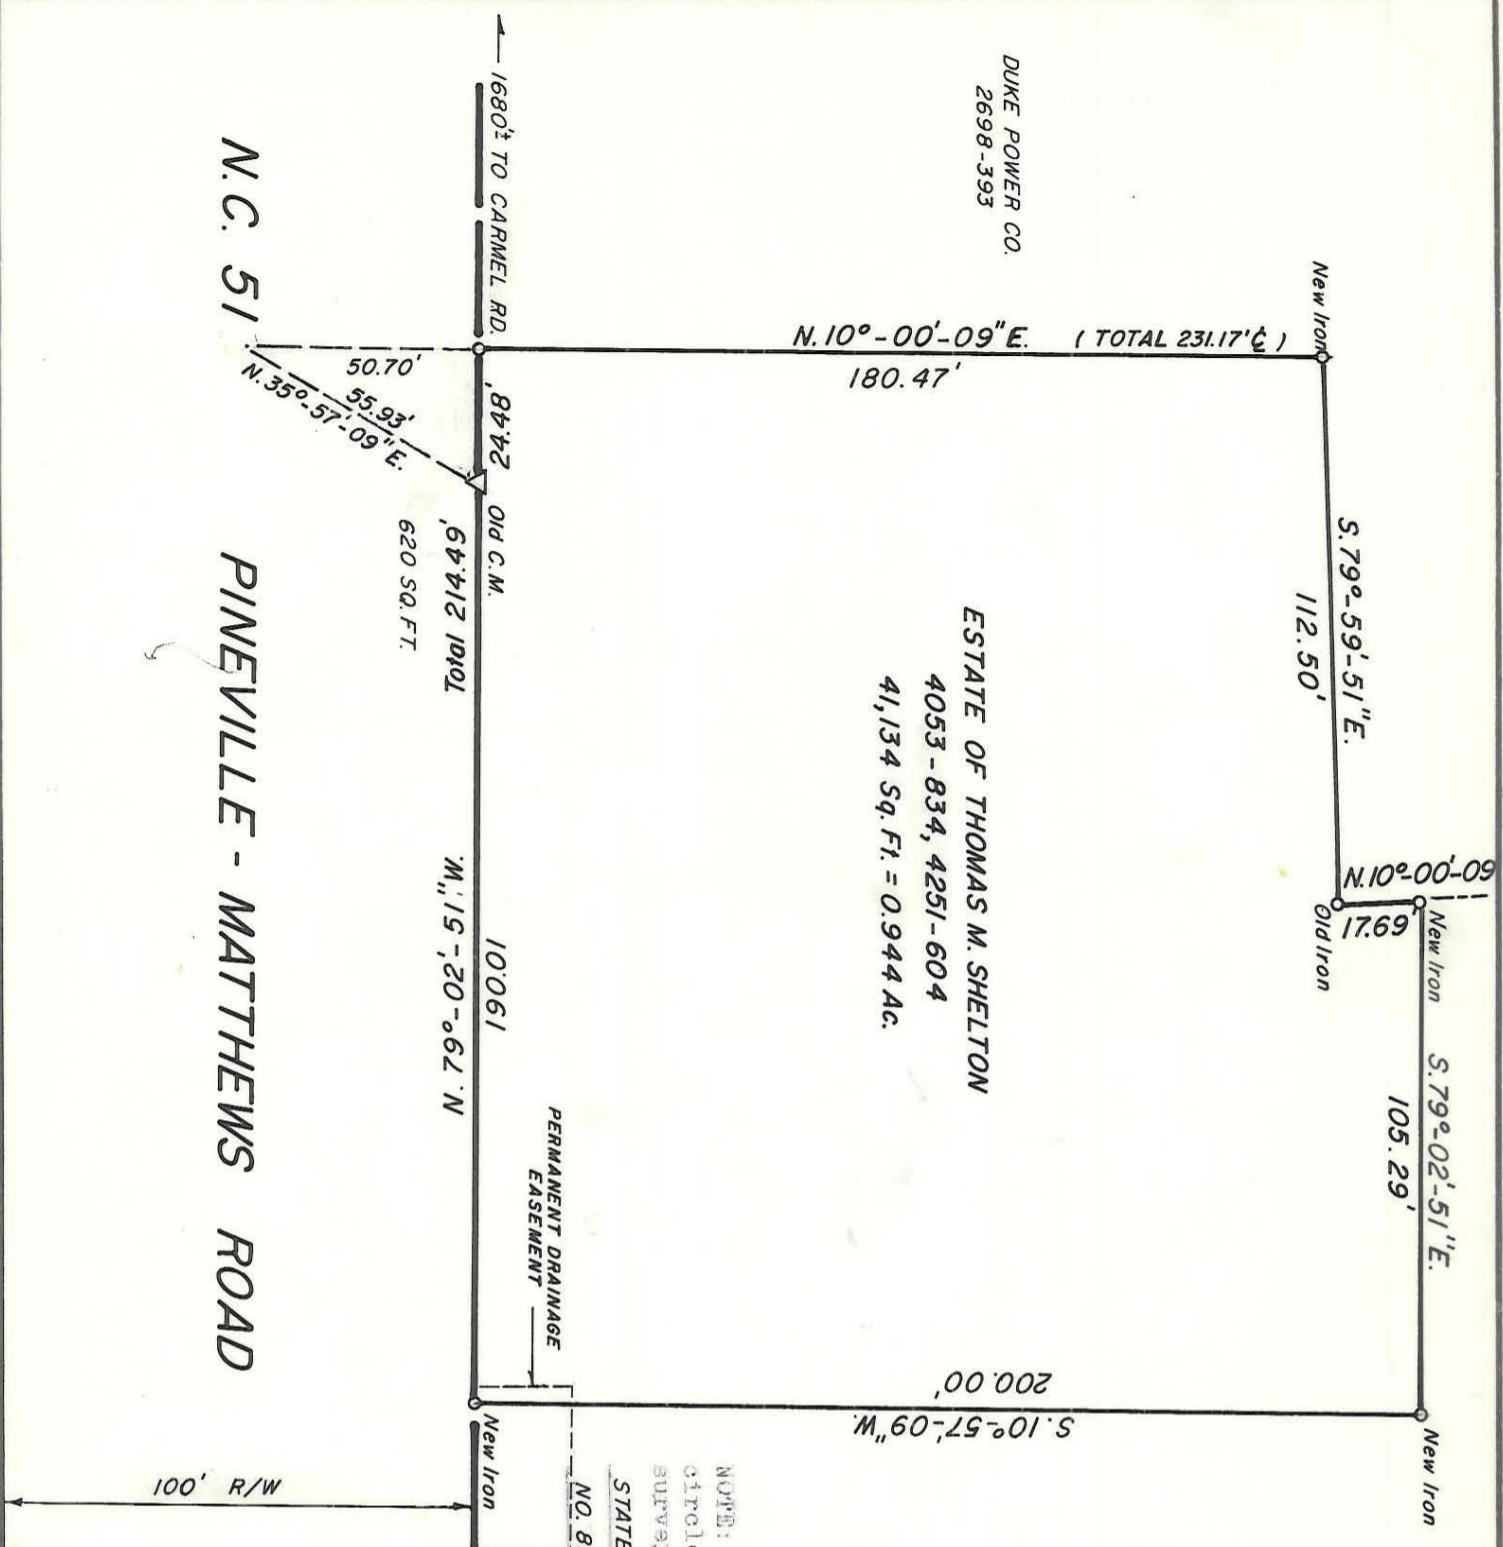 DUKE POWER CO.
2698-393
1680'± TO CARMEL RD.
N.C. 51
PINEVILLE - MATTHEWS ROAD
New Iron
N. 10°-00'-09"E. (TOTAL 231.17'℄)
180.47'
50.70'
55.93'
N. 35°-57'-09"E.
24.48'
Old C.M.
Total 214.49'
620 SQ. FT.
S. 79°-59'-51"E.
112.50'
N. 10°-00'-09
17.69'
Old Iron
New Iron
S. 79°-02'-51"E.
105.29'
New Iron
ESTATE OF THOMAS M. SHELTON
4053-834, 4251-604
41,134 Sq. Ft. = 0.944 Ac.
190.01
N. 79°-02'-51"W.
PERMANENT DRAINAGE
EASEMENT
200.00'
S. 10°-57'-09"W.
New Iron
100' R/W
NOTE:
STATE
NO. 8